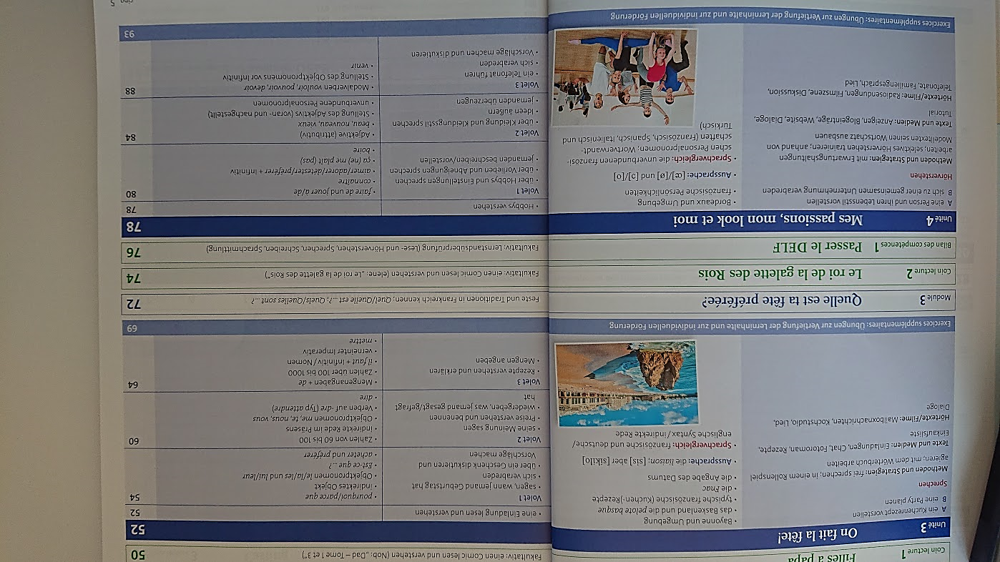 Coin lecture 1 Filles à papa
Fakultativ: einen Comic lesen und verstehen (Nob: „Dad – Tome 1 et 3“) 50
Unité 3 On fait la fête! 52
A ein Kuchenrezept vorstellen
B eine Party planen
Sprechen
Methoden und Strategien: frei sprechen; in einem Rollenspiel
agieren; mit dem Wörterbuch arbeiten
Texte und Medien: Einladungen, Chat, Fotoroman, Rezepte,
Einkaufsliste
Hörtexte/Filme: Mailboxnachrichten, Kochstudio, Lied,
Dialoge
• Bayonne und Umgebung
• das Baskenland und die pelote basque
• typische französische (Kuchen-)Rezepte
• die Fnac
• die Angabe des Datums
• Aussprache: die liaison; [sis] aber [sikilo]
• Sprachvergleich: französische und deutsche/
englische Syntax / indirekte Rede
• eine Einladung lesen und verstehen 52
Volet 1
• sagen, wann jemand Geburtstag hat
• sich verabreden
• über ein Geschenk diskutieren und
Vorschläge machen
• pourquoi/parce que 54
• indirektes Objekt
• Objektpronomen le/la/les und lui/leur
• Est-ce que …?
• acheter und préférer
Volet 2
• seine Meinung sagen
• Preise verstehen und benennen
• wiedergeben, was jemand gesagt/gefragt
hat
• Zahlen von 60 bis 100 60
• indirekte Rede im Präsens
• Objektpronomen me, te, nous, vous
• Verben auf -dre (Typ attendre)
• dire
Volet 3
• Rezepte verstehen und erklären
• Mengen angeben
• Mengenangaben + de 64
• Zahlen über 100 bis 1000
• il faut + Infinitiv / Nomen
• verneinter Imperativ
• mettre
Exercices supplémentaires: Übungen zur Vertiefung der Lerninhalte und zur individuellen Förderung 69
Module 3 Quelle est ta fête préférée?
Feste und Traditionen in Frankreich kennen; Quel/Quelle est …?; Quels/Quelles sont …? 72
Coin lecture 2 Le roi de la galette des Rois
Fakultativ: einen Comic lesen und verstehen (elene: „Le roi de la galette des Rois“) 74
Bilan des compétences 1 Passer le DELF
Fakultativ: Lernstandsüberprüfung (Lese- und Hörverstehen, Sprechen, Schreiben, Sprachmittlung) 76
Unité 4 Mes passions, mon look et moi 78
A eine Person und ihren Lebensstil vorstellen
B sich zu einer gemeinsamen Unternehmung verabreden
Hörverstehen
Methoden und Strategien: mit Erwartungshaltungen
arbeiten; selektives Hörverstehen trainieren; anhand von
Modelltexten seinen Wortschatz ausbauen
Texte und Medien: Anzeigen, Blogeinträge, Website, Dialoge,
Tutorial
Hörtexte/Filme: Radiosendungen, Filmszene, Diskussion,
Telefonate, Familiengespräch, Lied
• Bordeaux und Umgebung
• französische Persönlichkeiten
• Aussprache: [œ]/[ø] und [ɔ]/[o]
• Sprachvergleich: die unverbundenen französi-
schen Personalpronomen; Wortverwandt-
schaften (Französisch, Spanisch, Italienisch und
Türkisch)
• Hobbys verstehen 78
Volet 1
• über Hobbys und Einstellungen sprechen
• über Vorlieben und Abneigungen sprechen
• jemanden beschreiben/vorstellen
• faire de und jouer à/de 80
• connaître
• aimer/adorer/détester/préférer + Infinitiv
• ça (ne) me plaît (pas)
• boire
Volet 2
• über Kleidung und Kleidungsstil sprechen
• Ideen äußern
• jemanden überzeugen
• Adjektive (attributiv) 84
• beau, nouveau, vieux
• Stellung des Adjektivs (voran- und nachgestellt)
• unverbundene Personalpronomen
Volet 3
• ein Telefonat führen
• sich verabreden
• Vorschläge machen und diskutieren
• Modalverben vouloir, pouvoir, devoir 88
• Stellung des Objektpronomens vor Infinitiv
• venir
Exercices supplémentaires: Übungen zur Vertiefung der Lerninhalte und zur individuellen Förderung 93
cinq 5